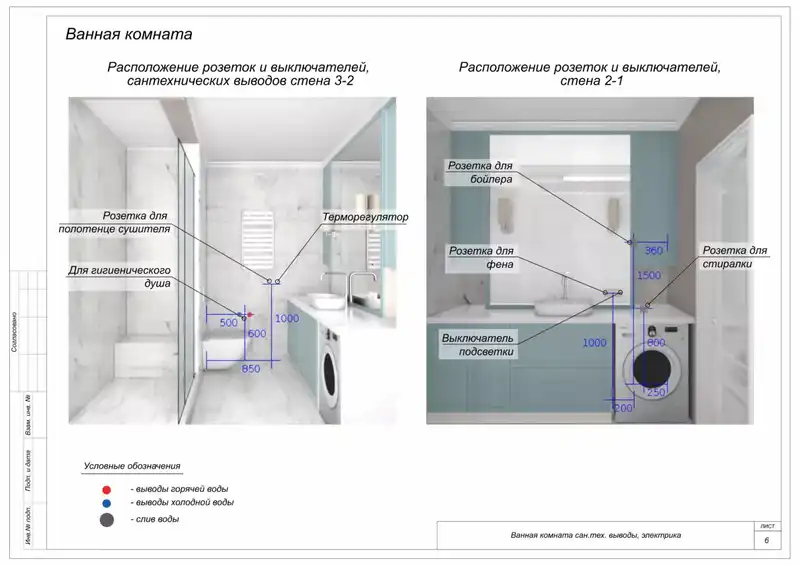 Ванная комната
Расположение розеток и выключателей,
сантехнических выводов стена 3-2
Расположение розеток и выключателей,
стена 2-1
Розетка для
полотенце сушителя
Терморегулятор
Для гигиенического
душа
500
600
1000
850
Розетка для
бойлера
Розетка для
фена
Выключатель
подсветки
Розетка для
стиралки
360
1500
1000
800
250
200
Согласовано
Взам. инв. №
Подп. и дата
Инв.№ подп.
Условные обозначения
- выводы горячей воды
- выводы холодной воды
- слив воды
Ванная комната сан.тех. выводы, электрика
лист
6